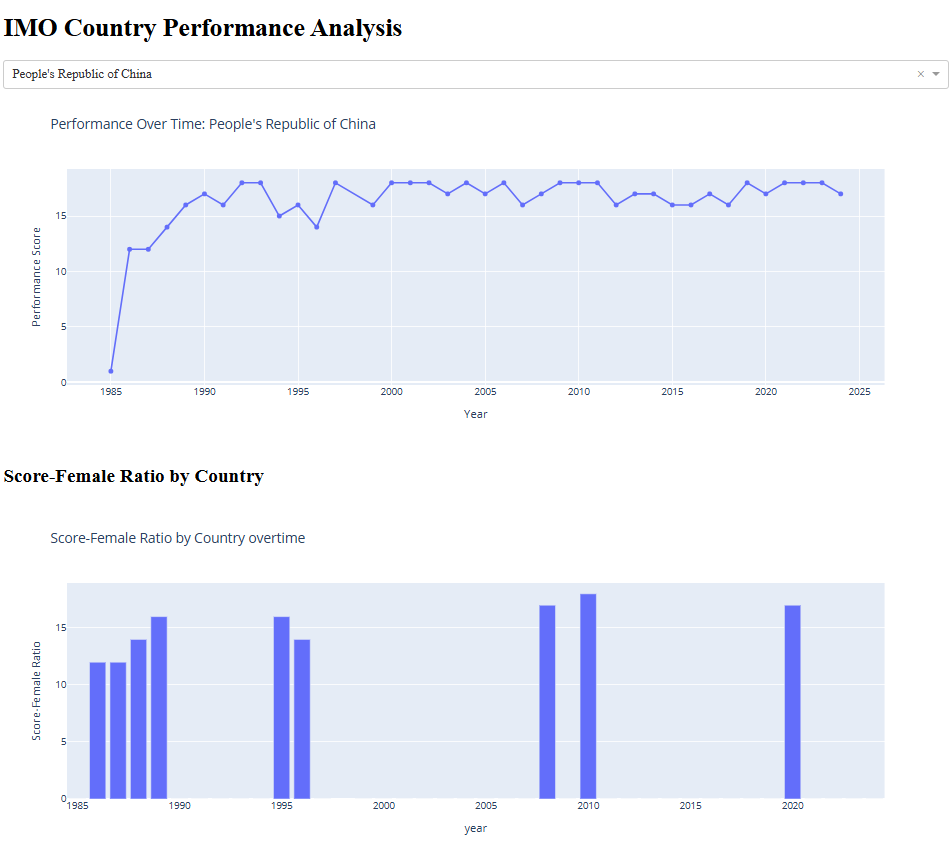 IMO Country Performance Analysis
People's Republic of China
Performance Over Time: People's Republic of China
Performance Score
15
10
5
0
1985 1990 1995 2000 2005 2010 2015 2020 2025
Year
Score-Female Ratio by Country
Score-Female Ratio by Country overtime
Score-Female Ratio
15
10
5
0
1985 1990 1995 2000 2005 2010 2015 2020
year